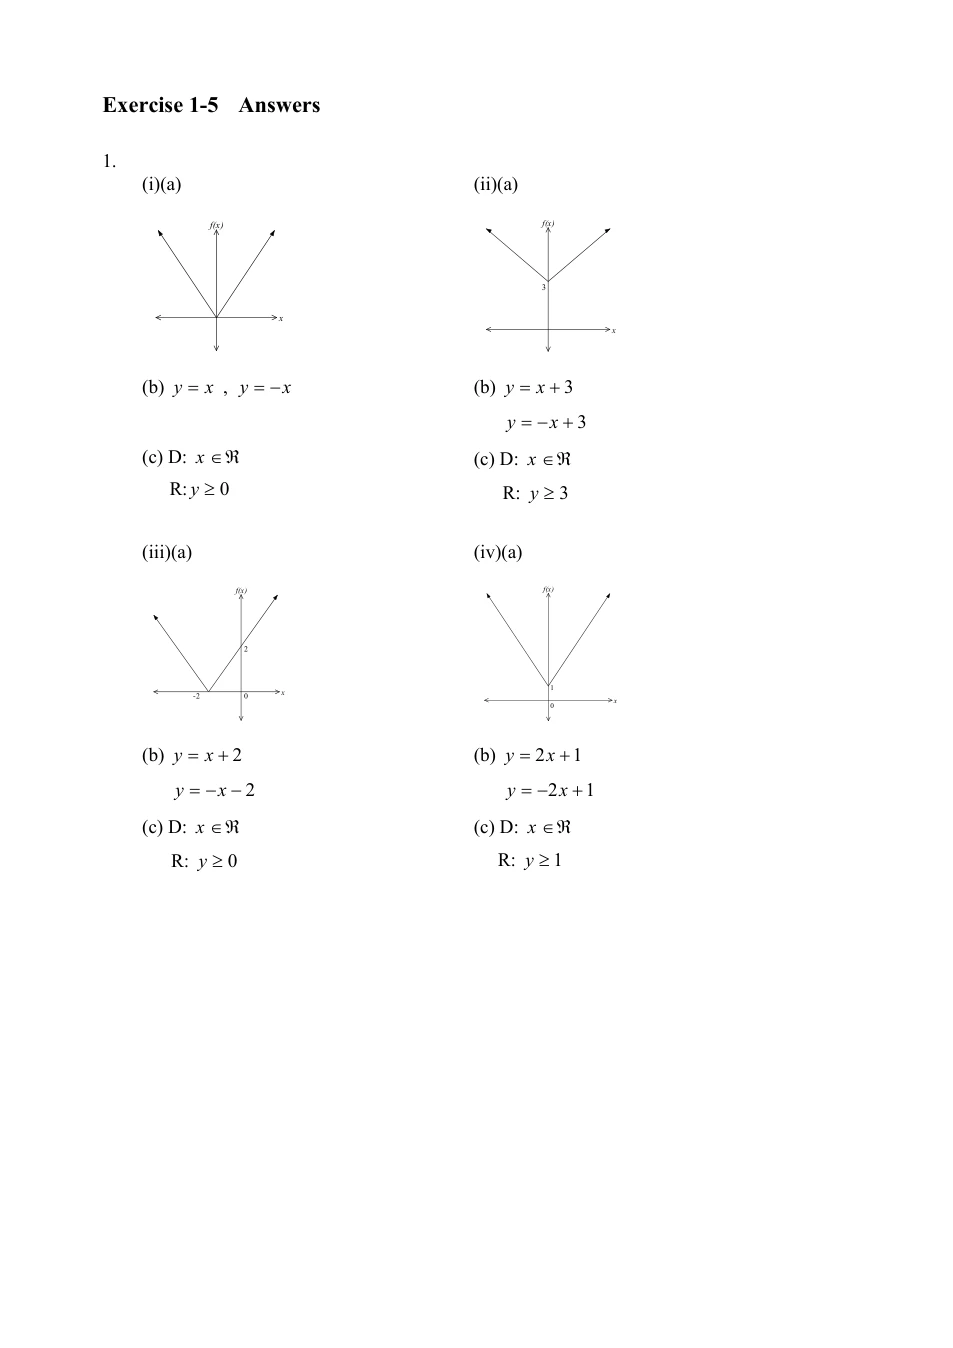 Exercise 1-5 Answers
1.
(i)(a)
f(x)
x
(b) y = x , y = −x
(c) D: x ∈ ℜ
R: y ≥ 0
(ii)(a)
f(x)
3
x
(b) y = x + 3
y = −x + 3
(c) D: x ∈ ℜ
R: y ≥ 3
(iii)(a)
f(x)
2
-2
0
x
(b) y = x + 2
y = −x − 2
(c) D: x ∈ ℜ
R: y ≥ 0
(iv)(a)
f(x)
1
0
x
(b) y = 2x + 1
y = −2x + 1
(c) D: x ∈ ℜ
R: y ≥ 1